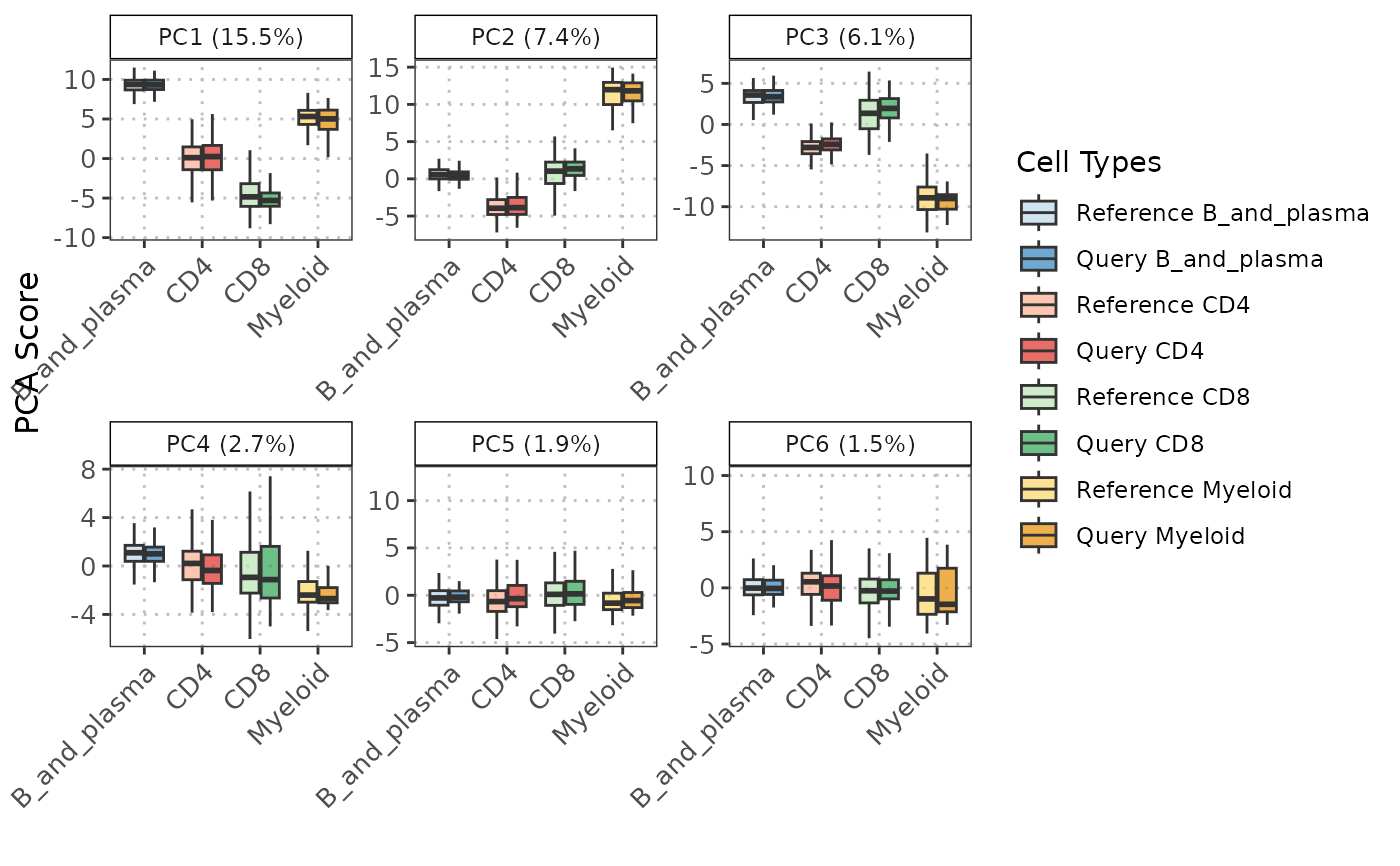 PC1 (15.5%)
PC2 (7.4%)
PC3 (6.1%)
10
5
0
-5
-10
15
10
5
0
-5
5
0
-5
-10
B_and_plasma
CD4
CD8
Myeloid
B_and_plasma
CD4
CD8
Myeloid
B_and_plasma
CD4
CD8
Myeloid
PCA Score
PC4 (2.7%)
PC5 (1.9%)
PC6 (1.5%)
8
4
0
-4
10
5
0
-5
10
5
0
-5
B_and_plasma
CD4
CD8
Myeloid
B_and_plasma
CD4
CD8
Myeloid
B_and_plasma
CD4
CD8
Myeloid
Cell Types
Reference B_and_plasma
Query B_and_plasma
Reference CD4
Query CD4
Reference CD8
Query CD8
Reference Myeloid
Query Myeloid